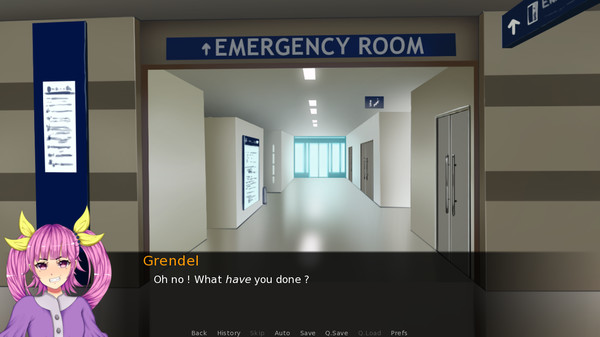 ↑EMERGENCY ROOM
Grendel
Oh no ! What have you done ?
Back History Skip Auto Save Q.Save Q.Load Prefs